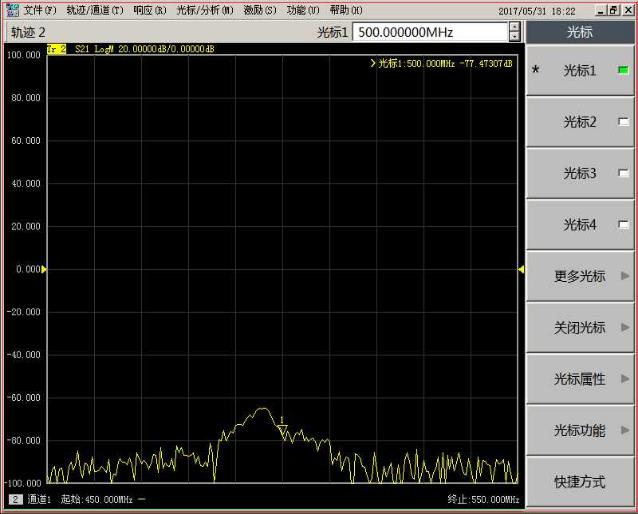 文件(F) 轨迹/通道(T) 响应(R) 光标/分析(M) 激励(S) 功能(U) 帮助(H) 2017/05/31 18:22
轨迹 2 光标1 500.000000MHz 光标
Tr 2 S21 LogM 20.00000dB/0.00000dB
100.000
>光标1:500.000MHz -77.47307dB
* 光标1
80.000
光标2
60.000
光标3
40.000
光标4
20.000
更多光标
0.000
-20.000
关闭光标
-40.000
光标属性
-60.000
1
光标功能
-80.000
快捷方式
-100.000
2 通道1 起始:450.000MHz 终止:550.000MHz